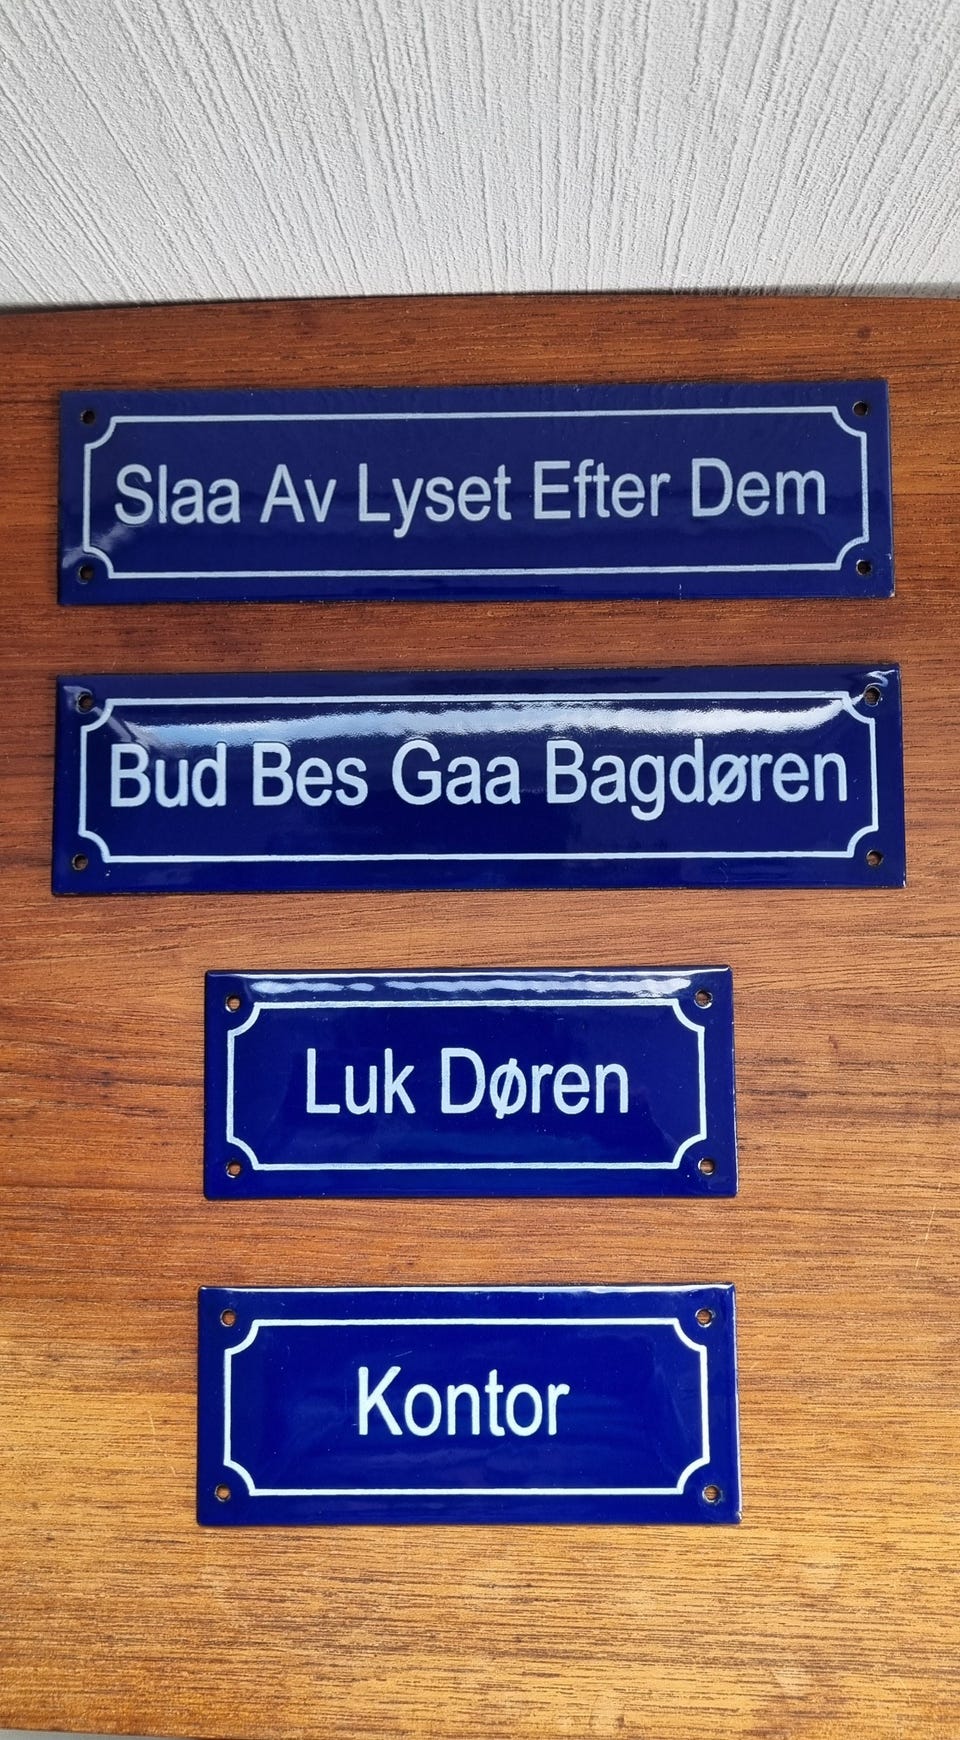 Slaa Av Lyset Efter Dem
Bud Bes Gaa Bagdøren
Luk Døren
Kontor